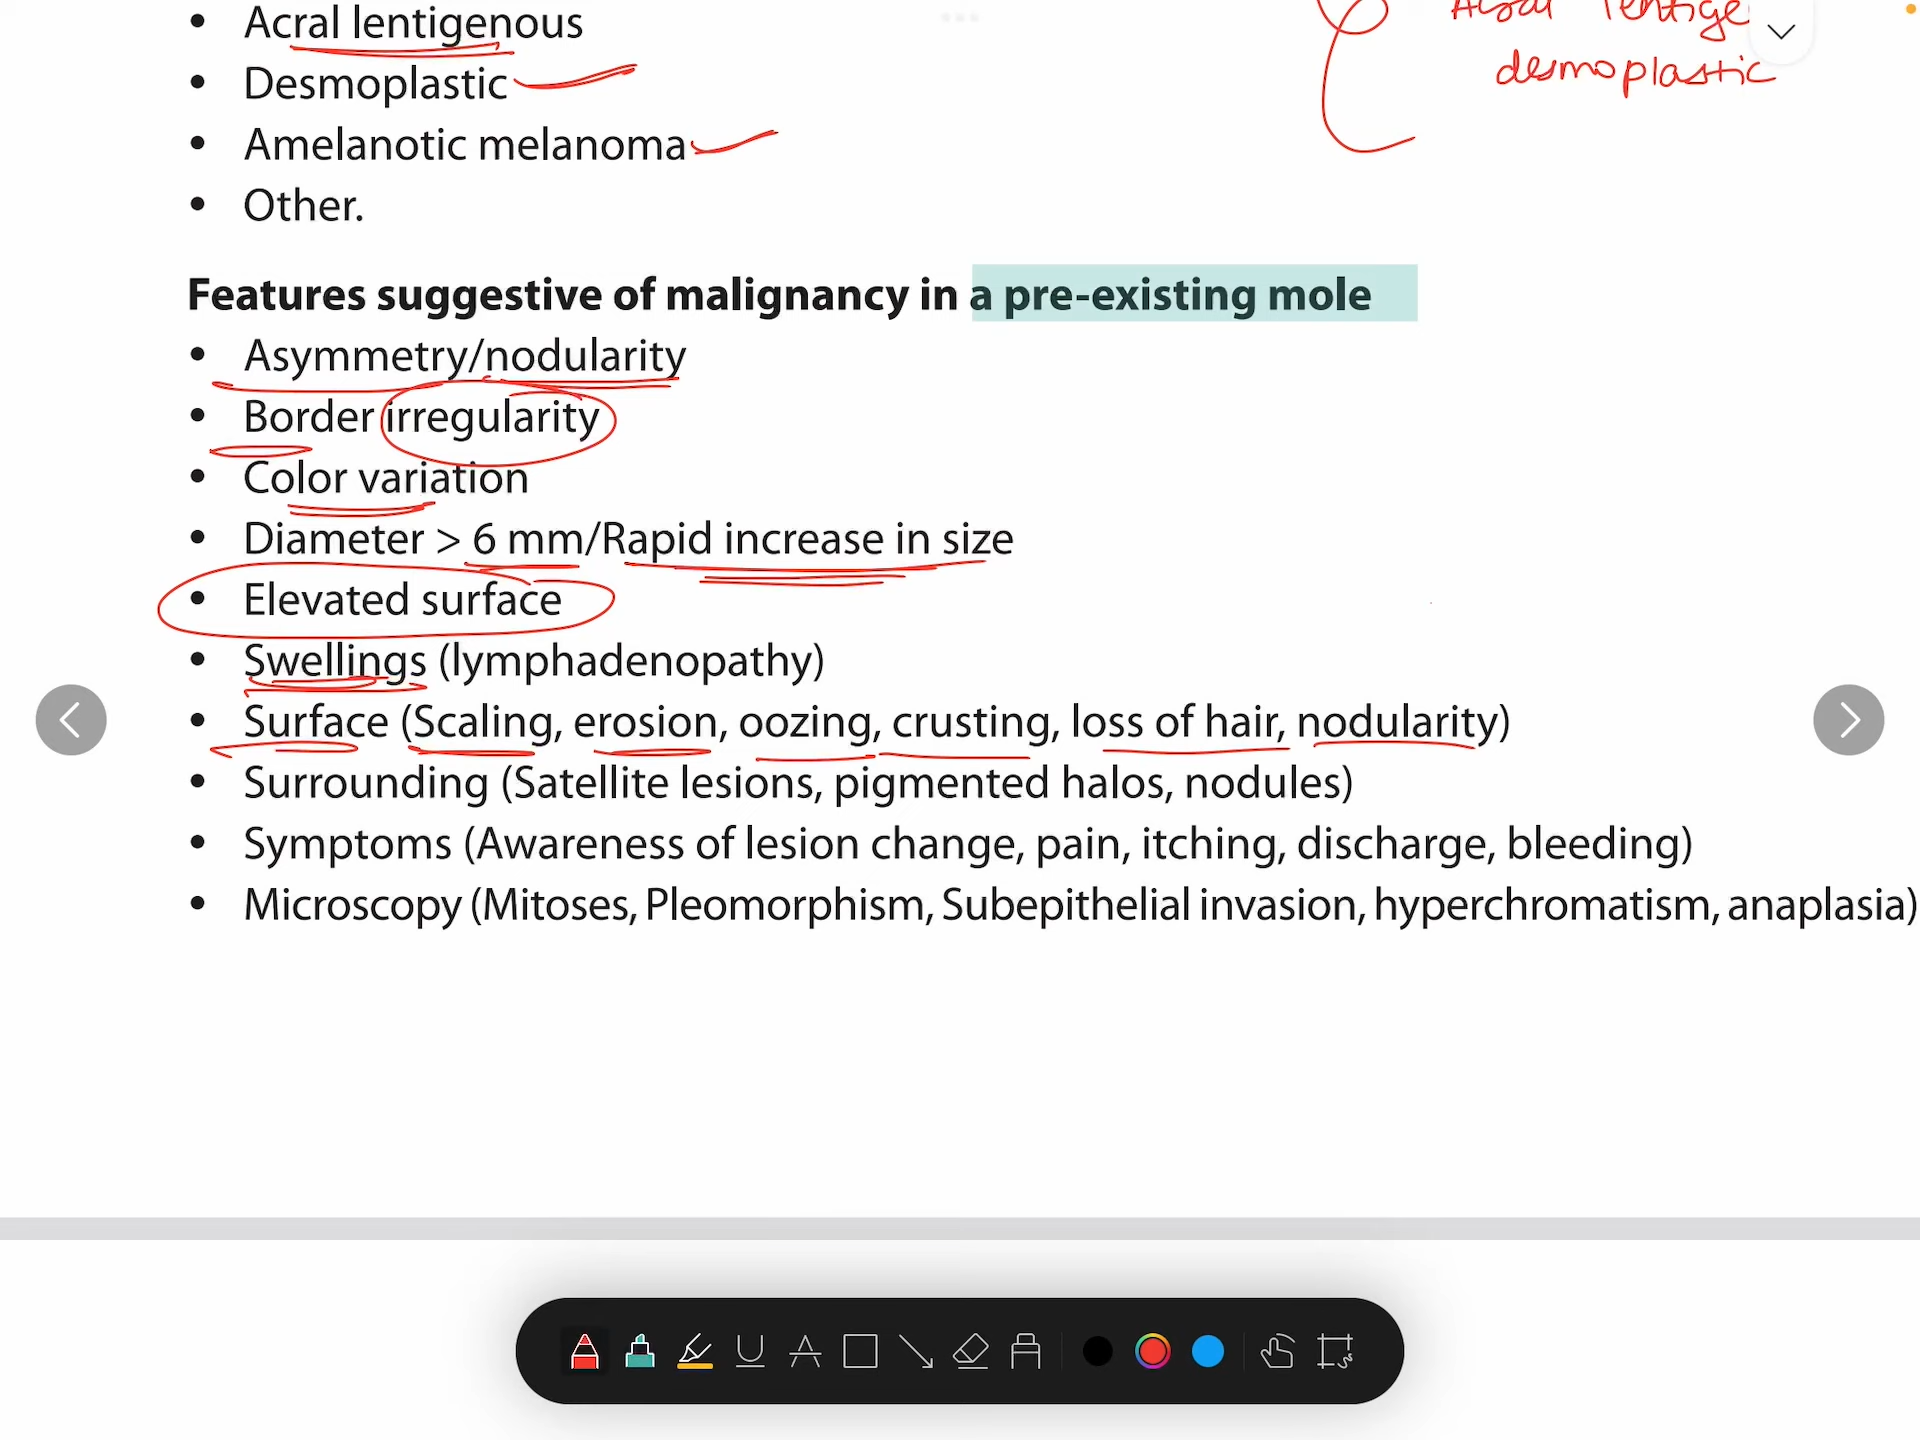 • Acral lentigenous
Acral lentige
• Desmoplastic
desmoplastic
• Amelanotic melanoma
• Other.
Features suggestive of malignancy in a pre-existing mole
• Asymmetry/nodularity
• Border irregularity
• Color variation
• Diameter > 6 mm/Rapid increase in size
• Elevated surface
• Swellings (lymphadenopathy)
• Surface (Scaling, erosion, oozing, crusting, loss of hair, nodularity)
• Surrounding (Satellite lesions, pigmented halos, nodules)
• Symptoms (Awareness of lesion change, pain, itching, discharge, bleeding)
• Microscopy (Mitoses, Pleomorphism, Subepithelial invasion, hyperchromatism, anaplasia)